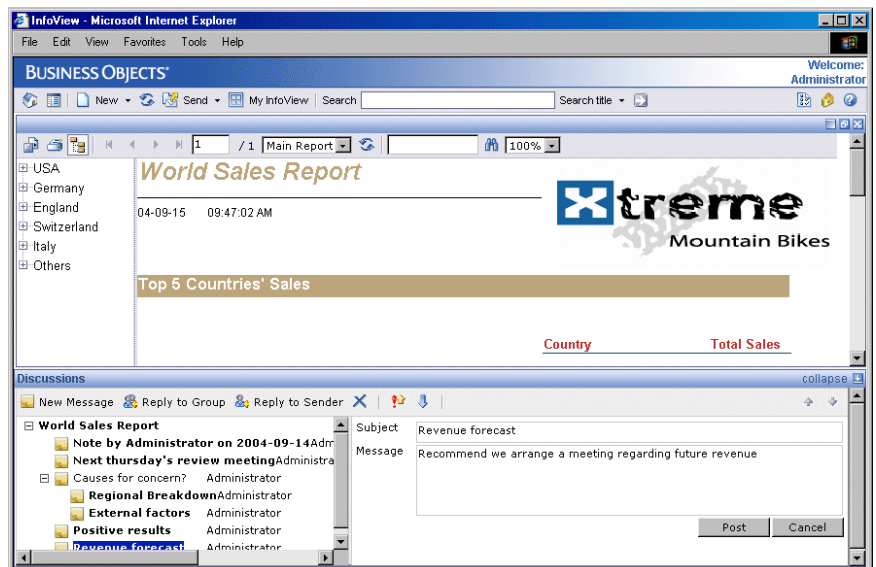 InfoView - Microsoft Internet Explorer
File Edit View Favorites Tools Help
BUSINESS OBJECTS
Welcome:
Administrator
New Send My InfoView Search Search title
1 / 1 Main Report 100%
USA
Germany
England
Switzerland
Italy
Others
World Sales Report
04-09-15 09:47:02 AM
Xtreme
Mountain Bikes
Top 5 Countries' Sales
Country Total Sales
Discussions collapse
New Message Reply to Group Reply to Sender
World Sales Report
Note by Administrator on 2004-09-14Adm
Next thursday's review meetingAdministra
Causes for concern? Administrator
Regional BreakdownAdministrator
External factors Administrator
Positive results Administrator
Revenue forecast Administrator
Subject Revenue forecast
Message Recommend we arrange a meeting regarding future revenue
Post Cancel